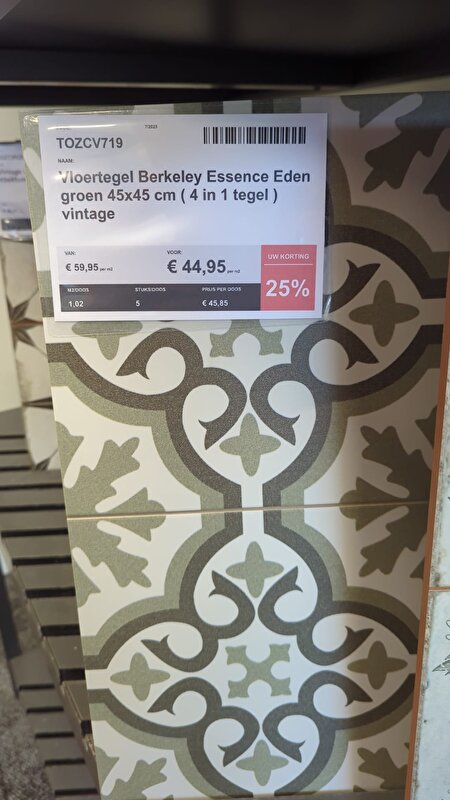 7/2023
TOZCV719
NAAM:
Vloertegel Berkeley Essence Eden
groen 45x45 cm ( 4 in 1 tegel )
vintage
VAN: VOOR: UW KORTING
€ 59,95 per m2 € 44,95 per m2 25%
M2/DOOS STUKS/DOOS PRIJS PER DOOS
1,02 5 € 45,85